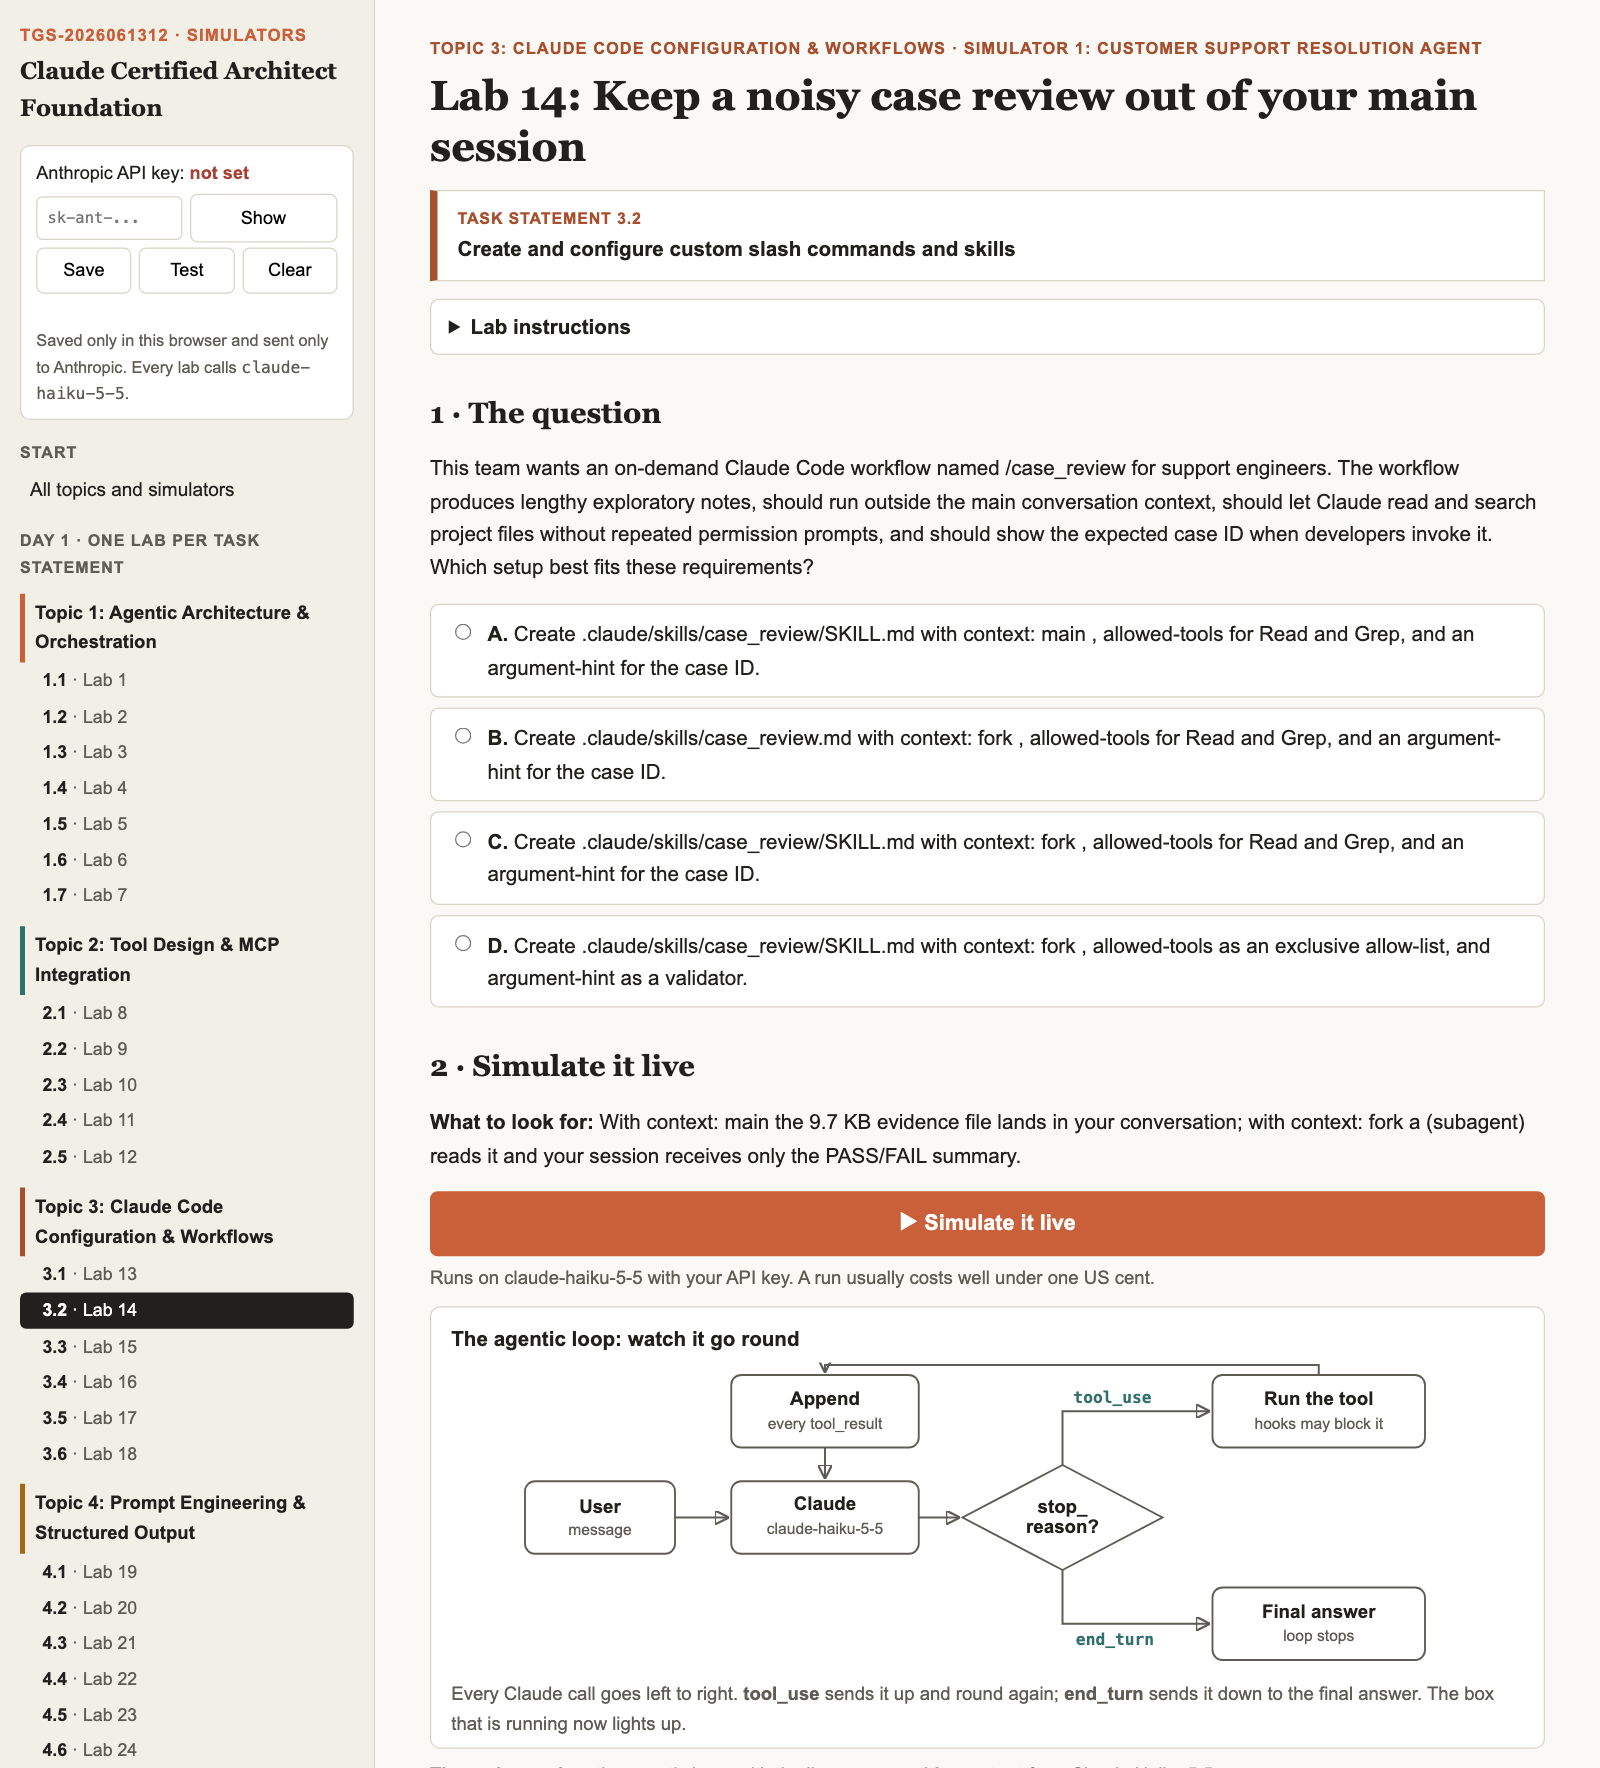 TGS-2026061312 · SIMULATORS
Claude Certified Architect
Foundation
Anthropic API key: not set
sk-ant-...
Show
Save
Test
Clear
Saved only in this browser and sent only
to Anthropic. Every lab calls claude-
haiku-5-5.
START
All topics and simulators
DAY 1 · ONE LAB PER TASK
STATEMENT
Topic 1: Agentic Architecture &
Orchestration
1.1 · Lab 1
1.2 · Lab 2
1.3 · Lab 3
1.4 · Lab 4
1.5 · Lab 5
1.6 · Lab 6
1.7 · Lab 7
Topic 2: Tool Design & MCP
Integration
2.1 · Lab 8
2.2 · Lab 9
2.3 · Lab 10
2.4 · Lab 11
2.5 · Lab 12
Topic 3: Claude Code
Configuration & Workflows
3.1 · Lab 13
3.2 · Lab 14
3.3 · Lab 15
3.4 · Lab 16
3.5 · Lab 17
3.6 · Lab 18
Topic 4: Prompt Engineering &
Structured Output
4.1 · Lab 19
4.2 · Lab 20
4.3 · Lab 21
4.4 · Lab 22
4.5 · Lab 23
4.6 · Lab 24
TOPIC 3: CLAUDE CODE CONFIGURATION & WORKFLOWS · SIMULATOR 1: CUSTOMER SUPPORT RESOLUTION AGENT
Lab 14: Keep a noisy case review out of your main
session
TASK STATEMENT 3.2
Create and configure custom slash commands and skills
▶ Lab instructions
1 · The question
This team wants an on-demand Claude Code workflow named /case_review for support engineers. The workflow
produces lengthy exploratory notes, should run outside the main conversation context, should let Claude read and search
project files without repeated permission prompts, and should show the expected case ID when developers invoke it.
Which setup best fits these requirements?
A. Create .claude/skills/case_review/SKILL.md with context: main , allowed-tools for Read and Grep, and an
argument-hint for the case ID.
B. Create .claude/skills/case_review.md with context: fork , allowed-tools for Read and Grep, and an argument-
hint for the case ID.
C. Create .claude/skills/case_review/SKILL.md with context: fork , allowed-tools for Read and Grep, and an
argument-hint for the case ID.
D. Create .claude/skills/case_review/SKILL.md with context: fork , allowed-tools as an exclusive allow-list, and
argument-hint as a validator.
2 · Simulate it live
What to look for: With context: main the 9.7 KB evidence file lands in your conversation; with context: fork a (subagent)
reads it and your session receives only the PASS/FAIL summary.
▶ Simulate it live
Runs on claude-haiku-5-5 with your API key. A run usually costs well under one US cent.
The agentic loop: watch it go round
Append
every tool_result
tool_use
Run the tool
hooks may block it
User
message
Claude
claude-haiku-5-5
stop_
reason?
Final answer
loop stops
end_turn
Every Claude call goes left to right. tool_use sends it up and round again; end_turn sends it down to the final answer. The box
that is running now lights up.